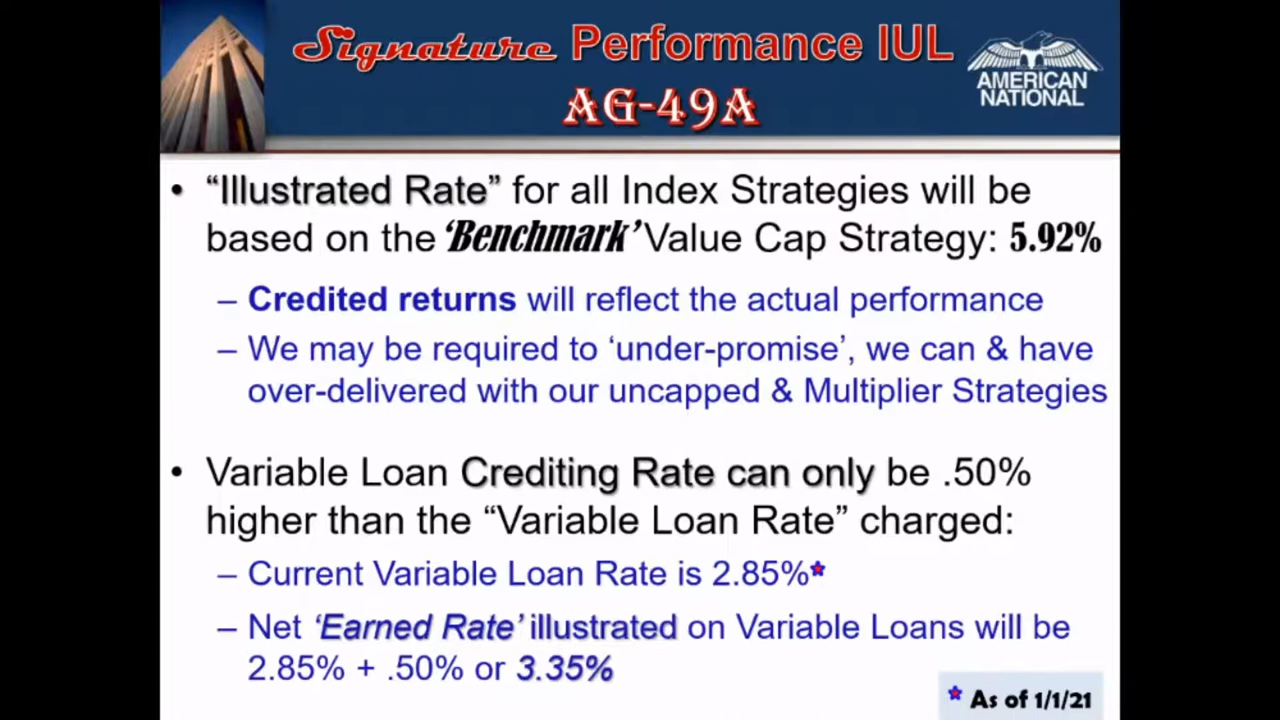 Signature Performance IUL
AG-49A
AMERICAN
NATIONAL
• “Illustrated Rate” for all Index Strategies will be
based on the ‘Benchmark’ Value Cap Strategy: 5.92%
– Credited returns will reflect the actual performance
– We may be required to ‘under-promise’, we can & have
over-delivered with our uncapped & Multiplier Strategies
• Variable Loan Crediting Rate can only be .50%
higher than the “Variable Loan Rate” charged:
– Current Variable Loan Rate is 2.85%*
– Net ‘Earned Rate’ illustrated on Variable Loans will be
2.85% + .50% or 3.35%
* As of 1/1/21